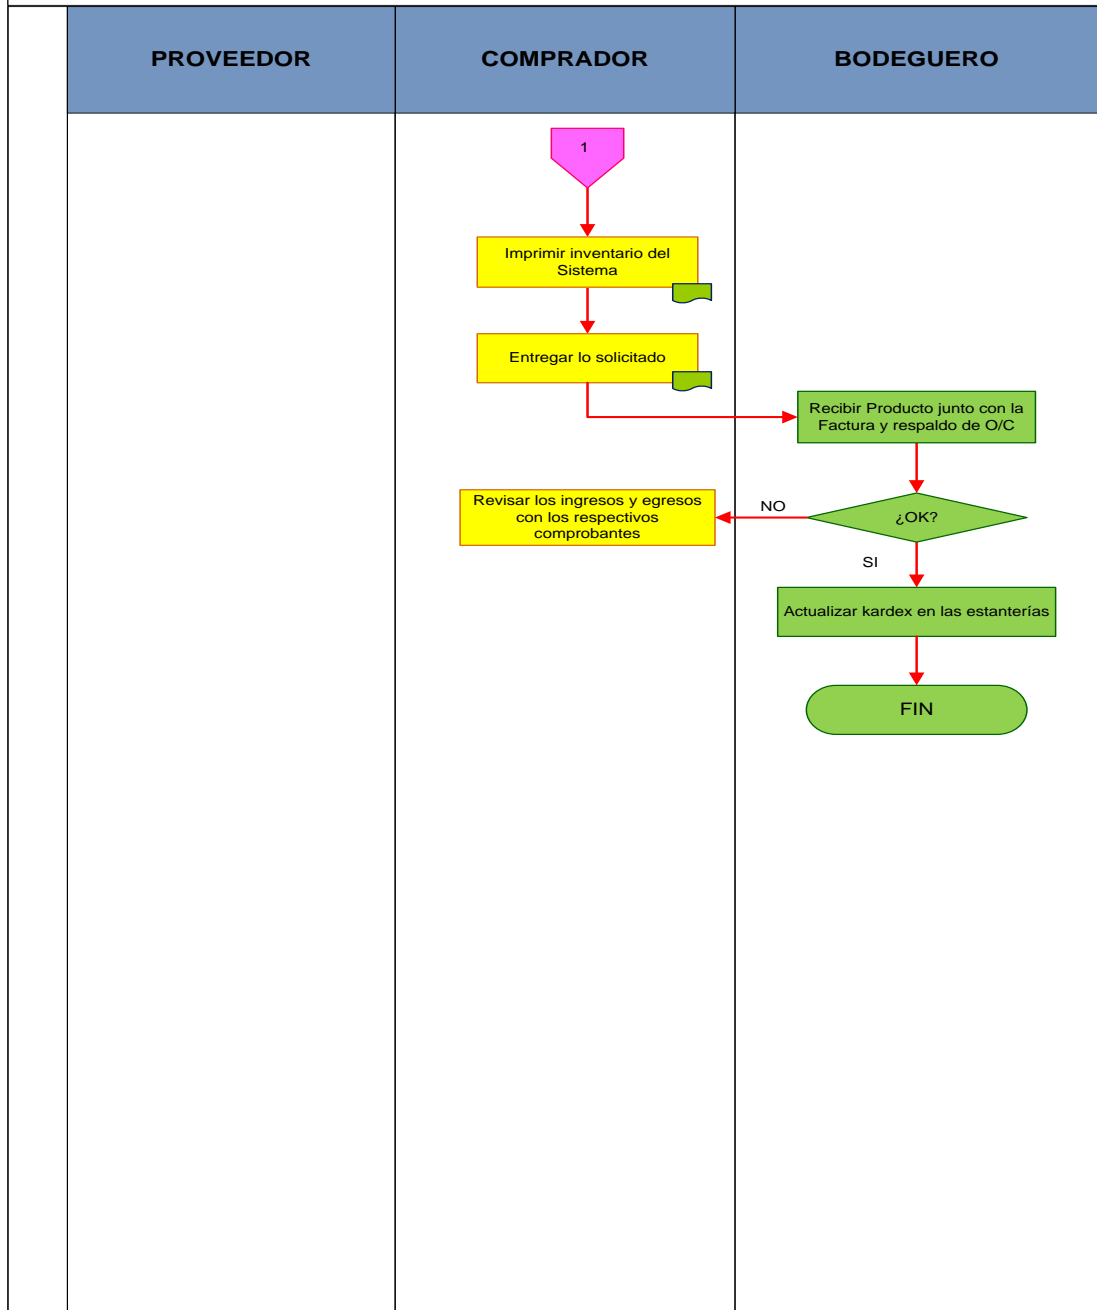 PROVEEDOR
COMPRADOR
BODEGUERO
1
Imprimir inventario del
Sistema
Entregar lo solicitado
Recibir Producto junto con la
Factura y respaldo de O/C
Revisar los ingresos y egresos
con los respectivos
comprobantes
NO
¿OK?
SI
Actualizar kardex en las estanterías
FIN